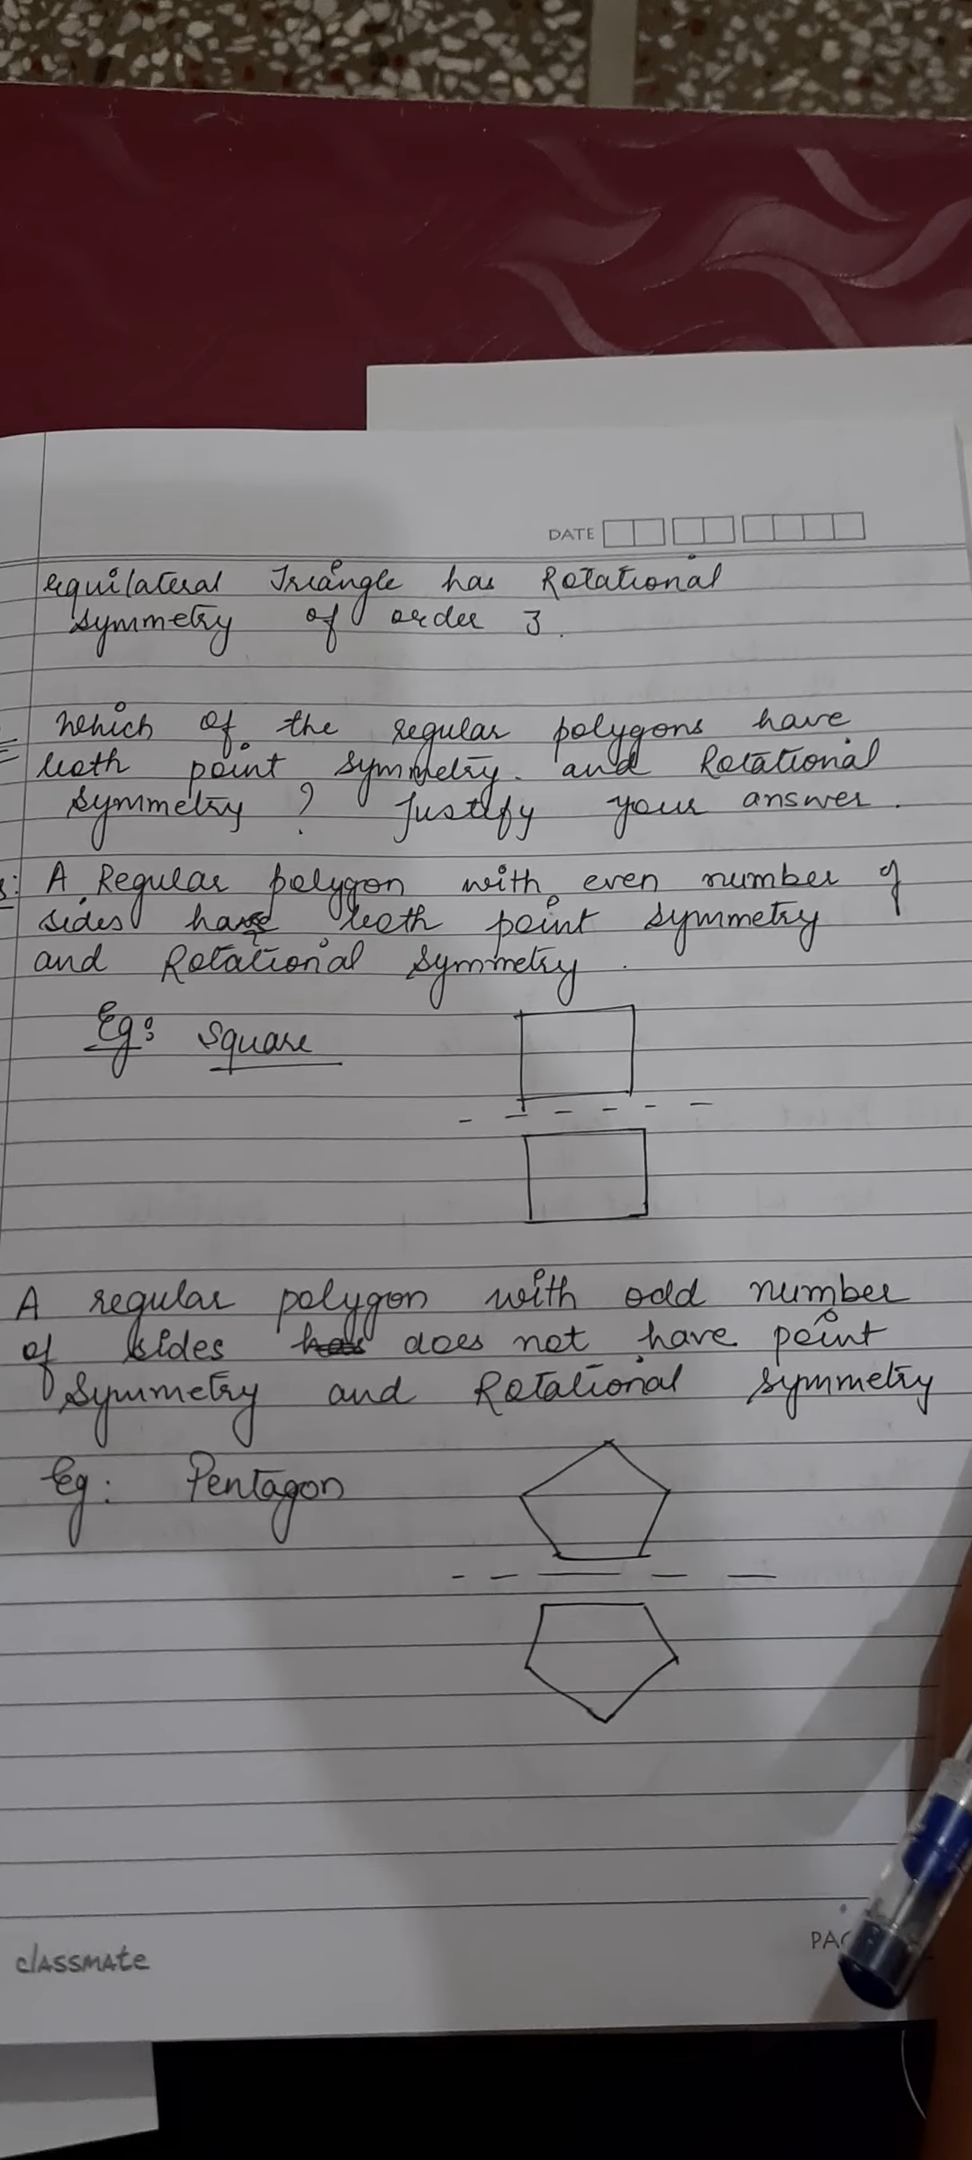 DATE
equilateral Triangle has Rotational
symmetry of order 3.
Which of the regular polygons have
both point symmetry and Rotational
symmetry ? Justify your answer.
A Regular polygon with even number of
sides have both point symmetry
and Rotational symmetry.
Eg: Square
A regular polygon with odd number
of sides does not have point
symmetry and Rotational symmetry
Eg: Pentagon
classmate